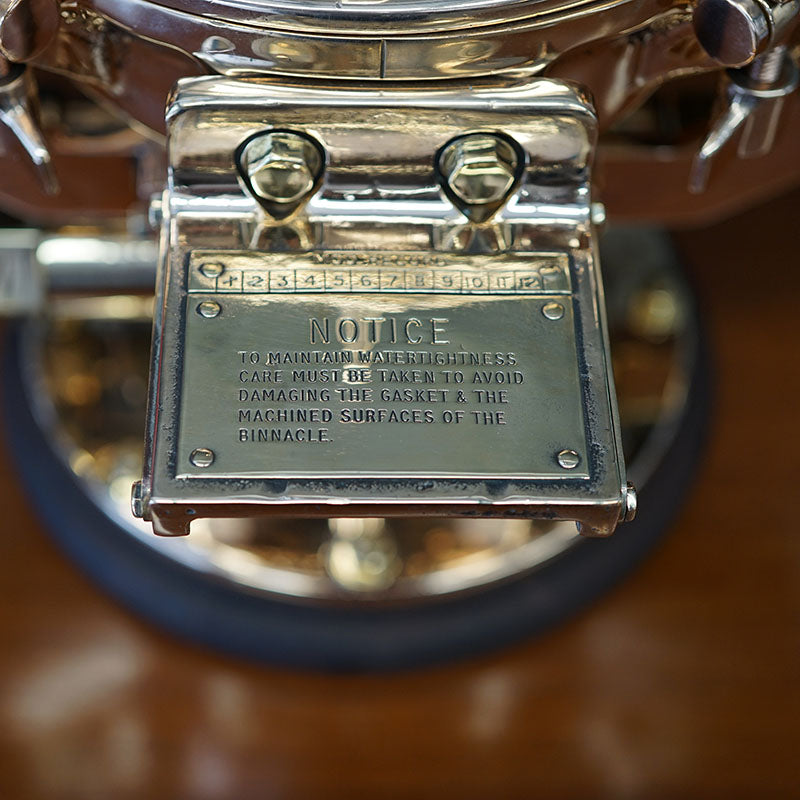 1 2 3 4 5 6 7 8 9 10 11 12
NOTICE
TO MAINTAIN WATERTIGHTNESS
CARE MUST BE TAKEN TO AVOID
DAMAGING THE GASKET & THE
MACHINED SURFACES OF THE
BINNACLE.